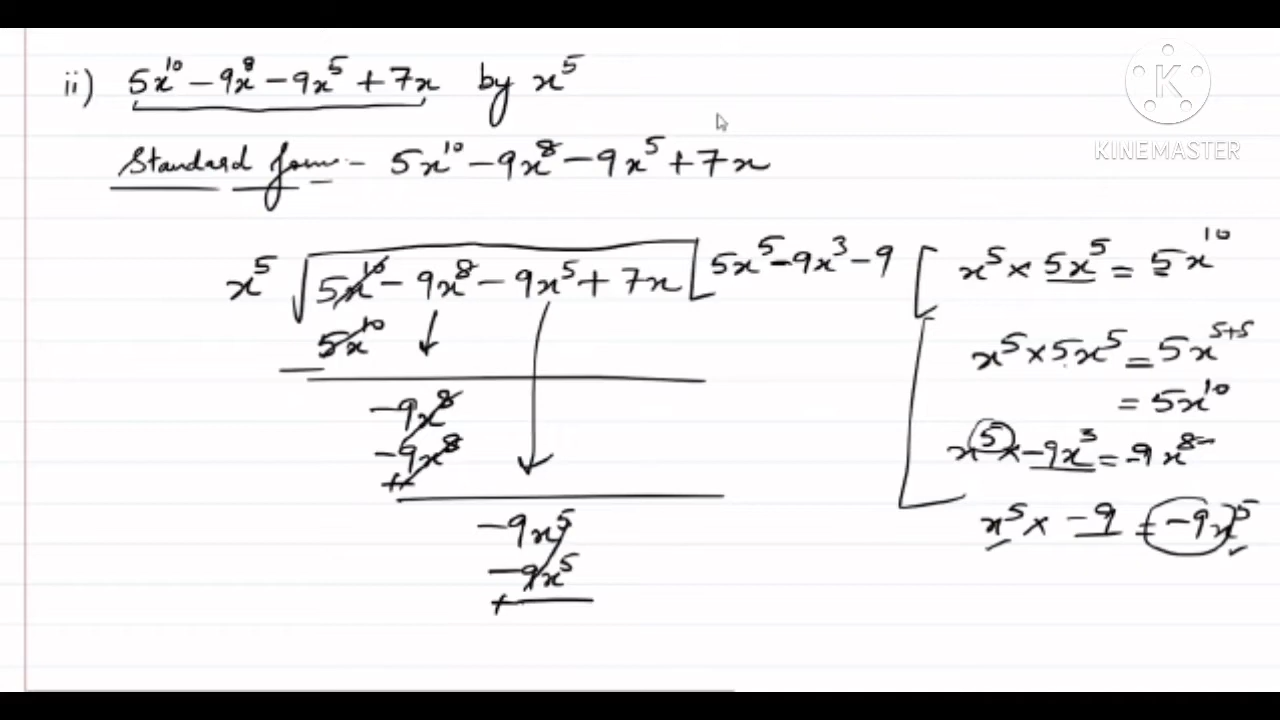 ii) 5x¹⁰ - 9x⁸ - 9x⁵ + 7x by x⁵
KINEMASTER
Standard form - 5x¹⁰ - 9x⁸ - 9x⁵ + 7x
x⁵ √ 5x¹⁰ - 9x⁸ - 9x⁵ + 7x [ 5x⁵ - 9x³ - 9
5x¹⁰
-9x⁸
-9x⁸
+
-9x⁵
-9x⁵
+
x⁵ × 5x⁵ = 5x¹⁰
x⁵ × 5x⁵ = 5x⁵⁺⁵
= 5x¹⁰
x⁵ × -9x³ = -9x⁸
x⁵ × -9 = -9x⁵